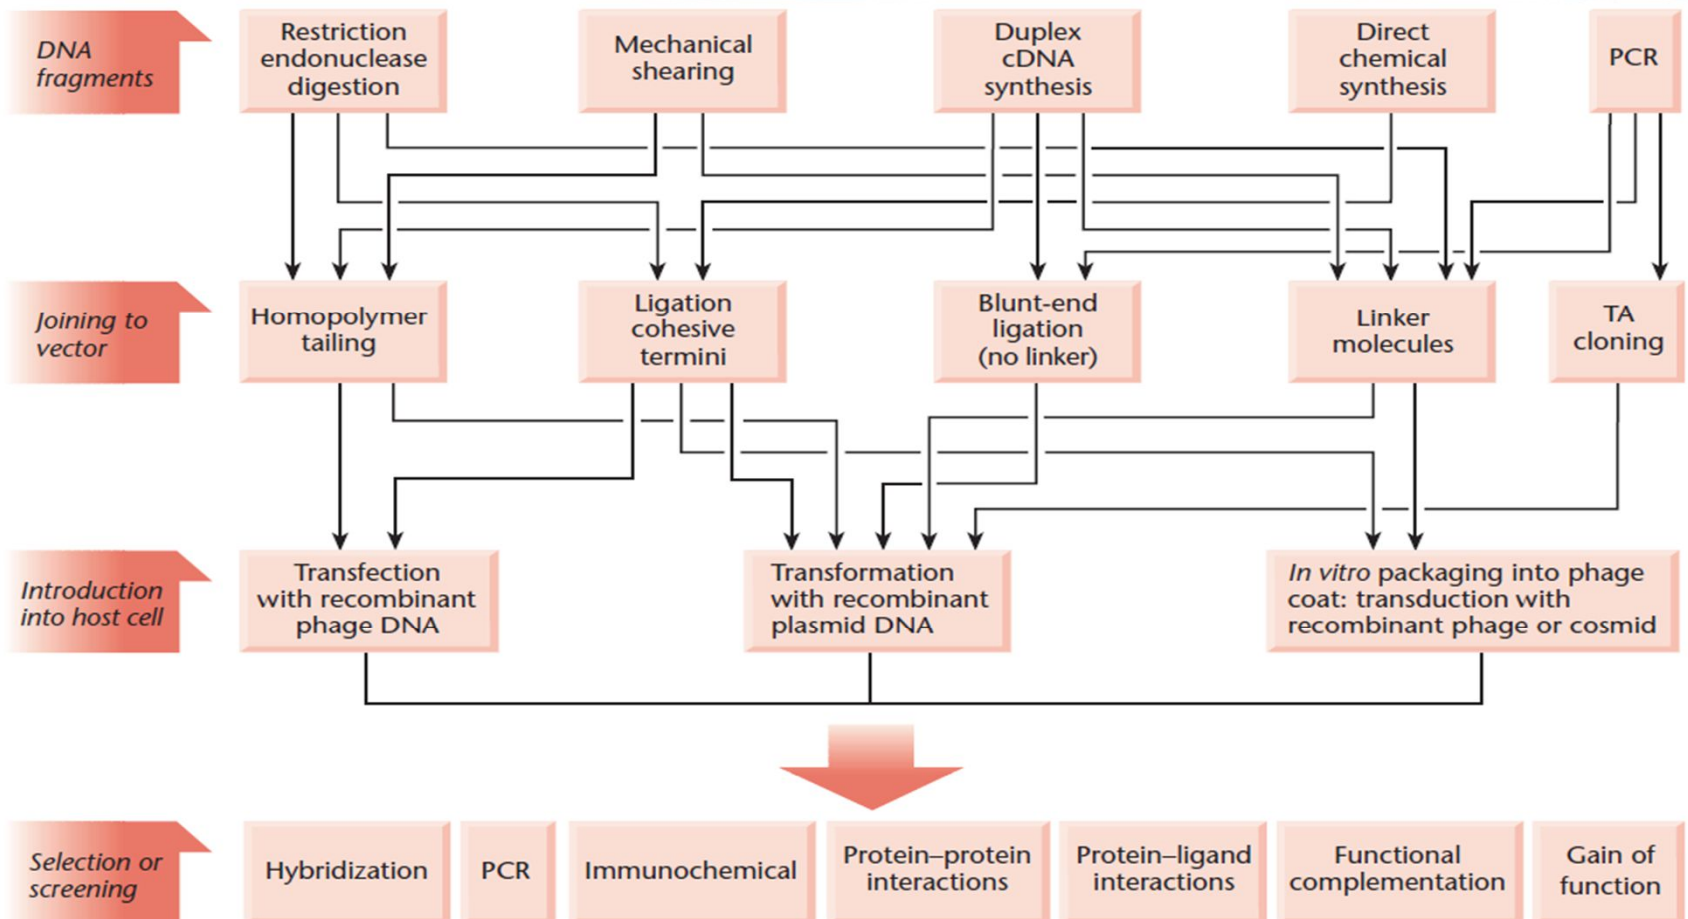 DNA
fragments
Restriction
endonuclease
digestion
Mechanical
shearing
Duplex
cDNA
synthesis
Direct
chemical
synthesis
PCR
Joining to
vector
Homopolymer
tailing
Ligation
cohesive
termini
Blunt-end
ligation
(no linker)
Linker
molecules
TA
cloning
Introduction
into host cell
Transfection
with recombinant
phage DNA
Transformation
with recombinant
plasmid DNA
In vitro packaging into phage
coat: transduction with
recombinant phage or cosmid
Selection or
screening
Hybridization
PCR
Immunochemical
Protein–protein
interactions
Protein–ligand
interactions
Functional
complementation
Gain of
function